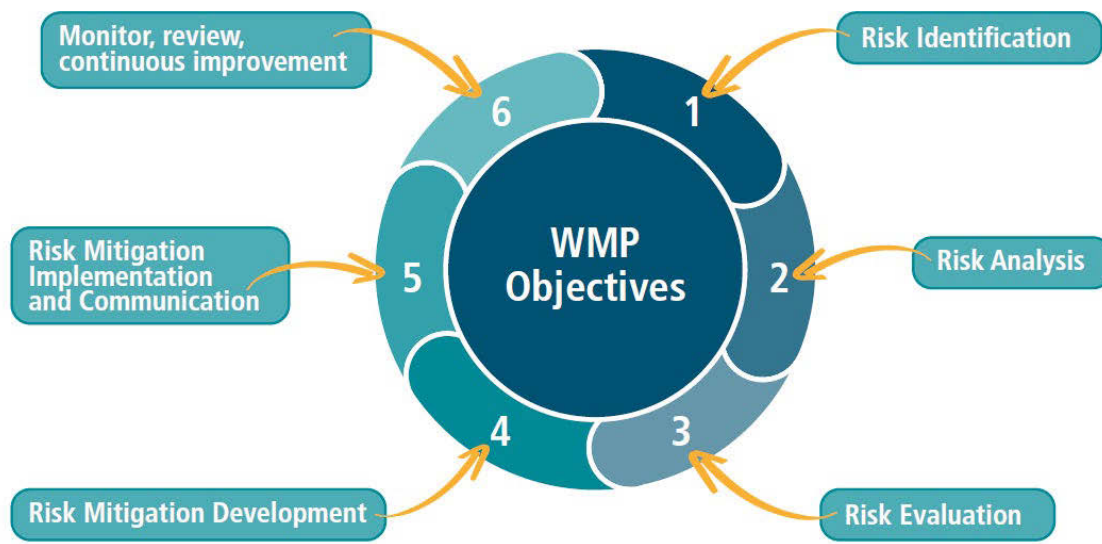 Monitor, review,
continuous improvement
Risk Identification
6
1
Risk Mitigation
Implementation
and Communication
5
WMP
Objectives
2
Risk Analysis
4
3
Risk Mitigation Development
Risk Evaluation